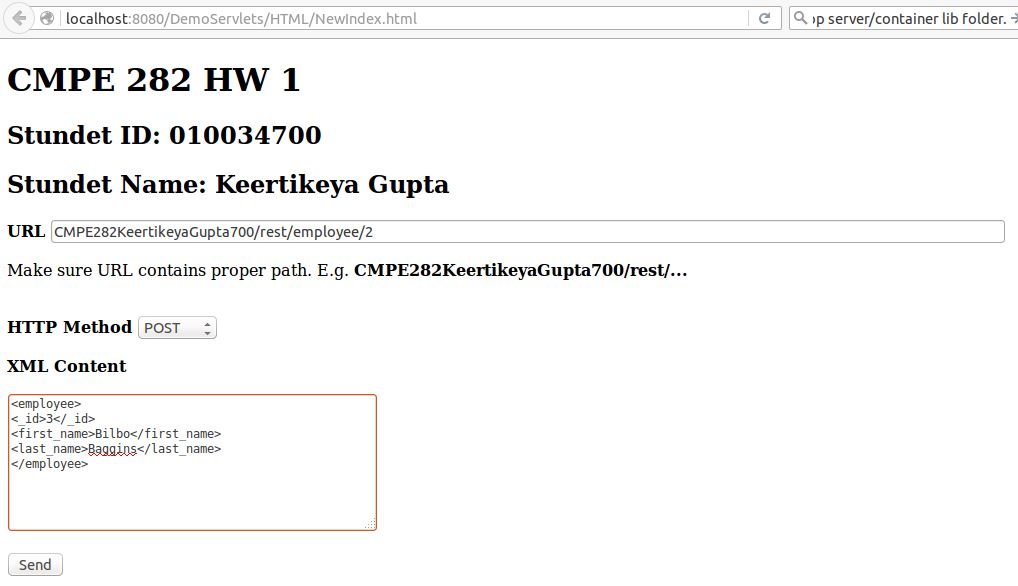 localhost:8080/DemoServlets/HTML/NewIndex.html
server/container lib folder.
CMPE 282 HW 1
Stundet ID: 010034700
Stundet Name: Keertikeya Gupta
URL CMPE282KeertikeyaGupta700/rest/employee/2
Make sure URL contains proper path. E.g. CMPE282KeertikeyaGupta700/rest/...
HTTP Method POST
XML Content
<employee>
<_id>3</_id>
<first_name>Bilbo</first_name>
<last_name>Baggins</last_name>
</employee>
Send